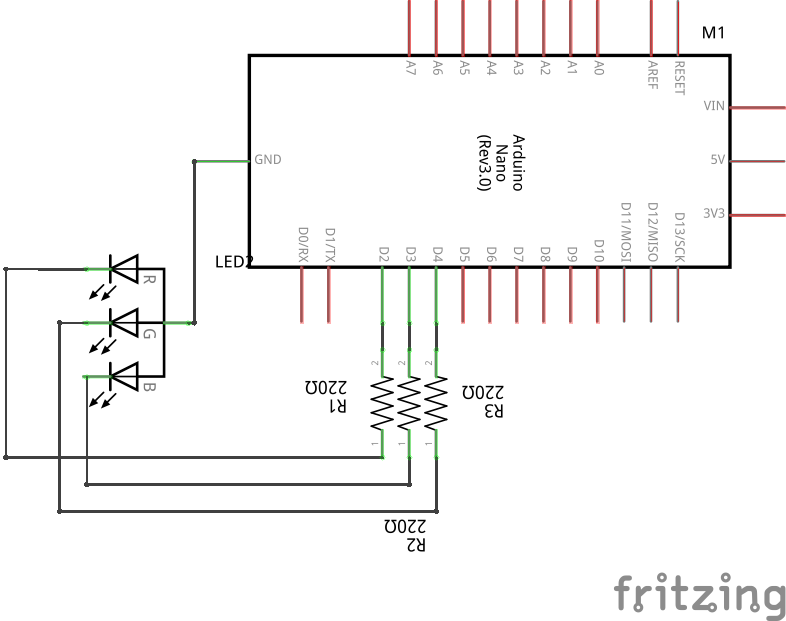 M1
A7
A6
A5
A4
A3
A2
A1
A0
AREF
RESET
VIN
5V
3V3
GND
Arduino
Nano
(Rev3.0)
D0/RX
D1/TX
D2
D3
D4
D5
D6
D7
D8
D9
D10
D11/MOSI
D12/MISO
D13/SCK
LED2
R
G
B
2
2
2
220Ω
R1
220Ω
R3
1
1
1
220Ω
R2
fritzing